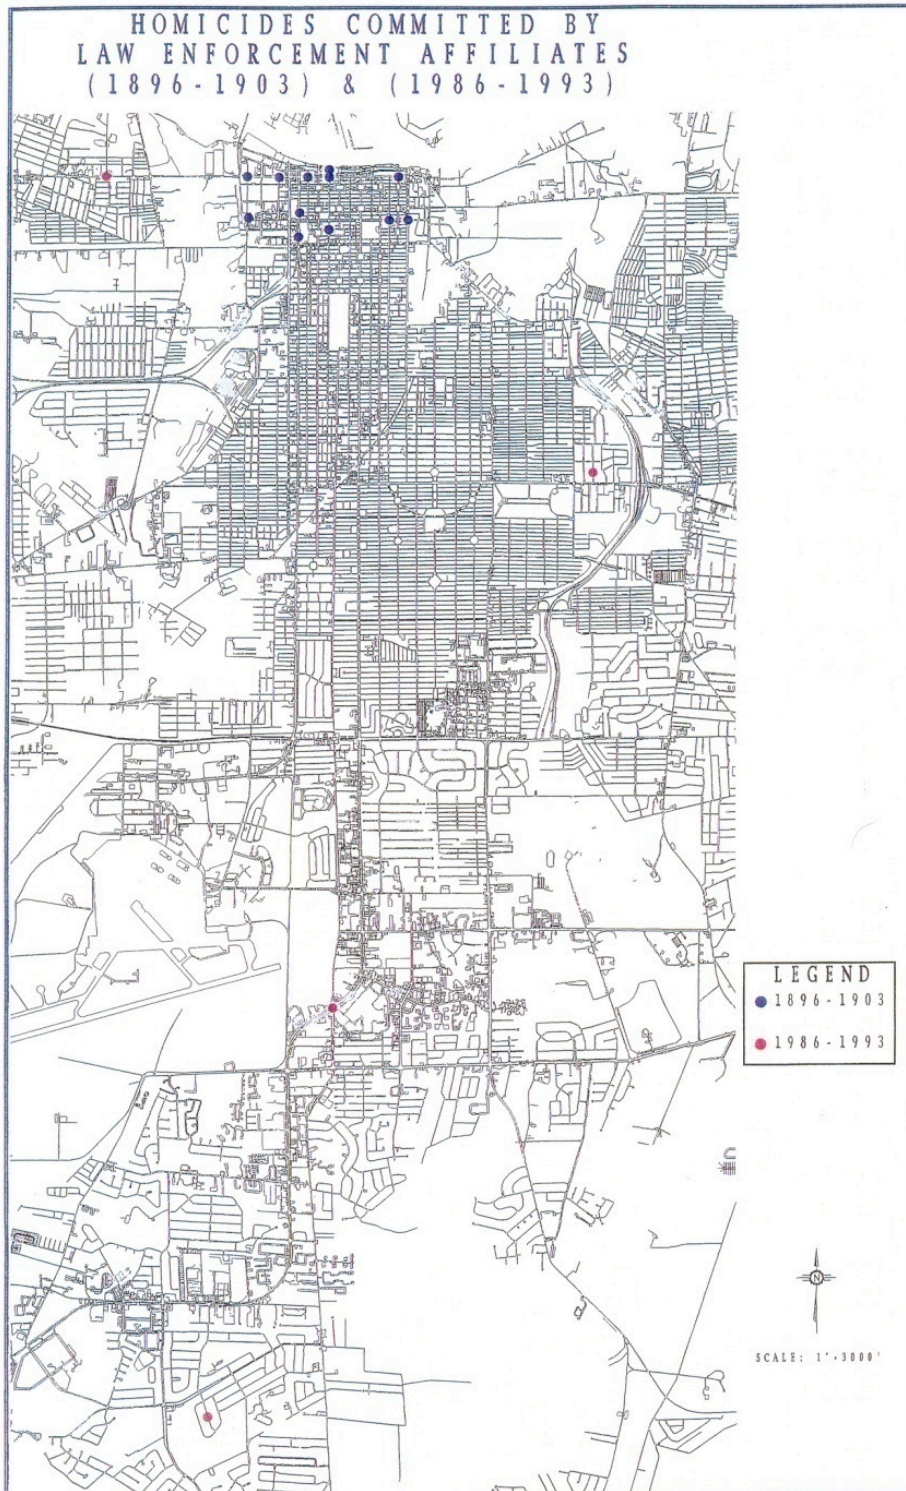 HOMICIDES COMMITTED BY
LAW ENFORCEMENT AFFILIATES
(1896-1903) & (1986-1993)
LEGEND
1896-1903
1986-1993
N
SCALE: 1"=3000'